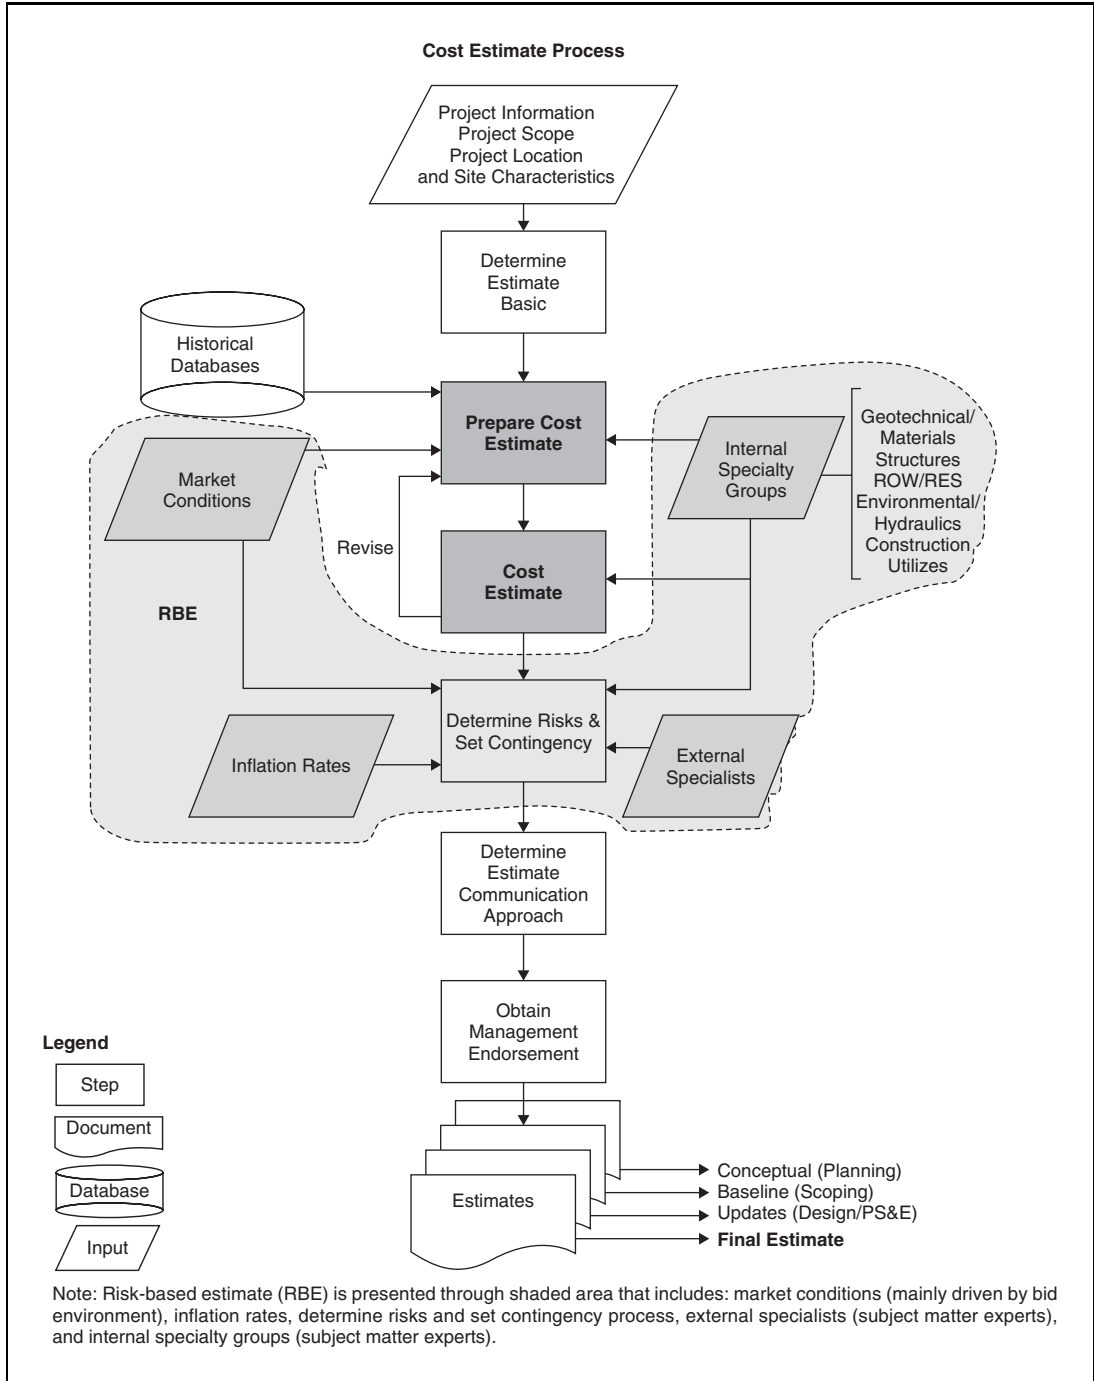 Cost Estimate Process
Project Information
Project Scope
Project Location
and Site Characteristics
Determine
Estimate
Basic
Historical
Databases
Prepare Cost
Estimate
Internal
Specialty
Groups
Geotechnical/
Materials
Structures
ROW/RES
Environmental/
Hydraulics
Construction
Utilizes
Market
Conditions
Revise
Cost
Estimate
RBE
Determine Risks &
Set Contingency
Inflation Rates
External
Specialists
Determine
Estimate
Communication
Approach
Obtain
Management
Endorsement
Estimates
Conceptual (Planning)
Baseline (Scoping)
Updates (Design/PS&E)
Final Estimate
Legend
Step
Document
Database
Input
Note: Risk-based estimate (RBE) is presented through shaded area that includes: market conditions (mainly driven by bid
environment), inflation rates, determine risks and set contingency process, external specialists (subject matter experts),
and internal specialty groups (subject matter experts).